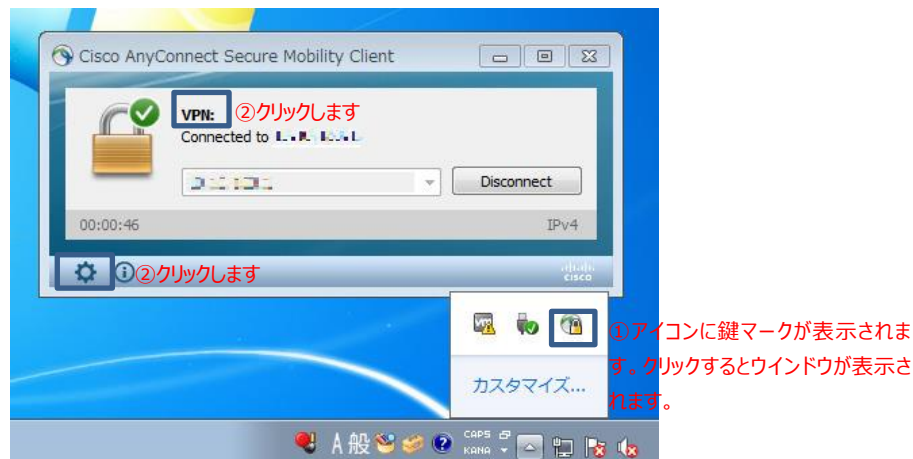 Cisco AnyConnect Secure Mobility Client
VPN:
②クリックします
Connected to
Disconnect
00:00:46
IPv4
②クリックします
cisco
①アイコンに鍵マークが表示されま
す。クリックするとウインドウが表示さ
れます。
カスタマイズ...
A 般
CAPS
KANA